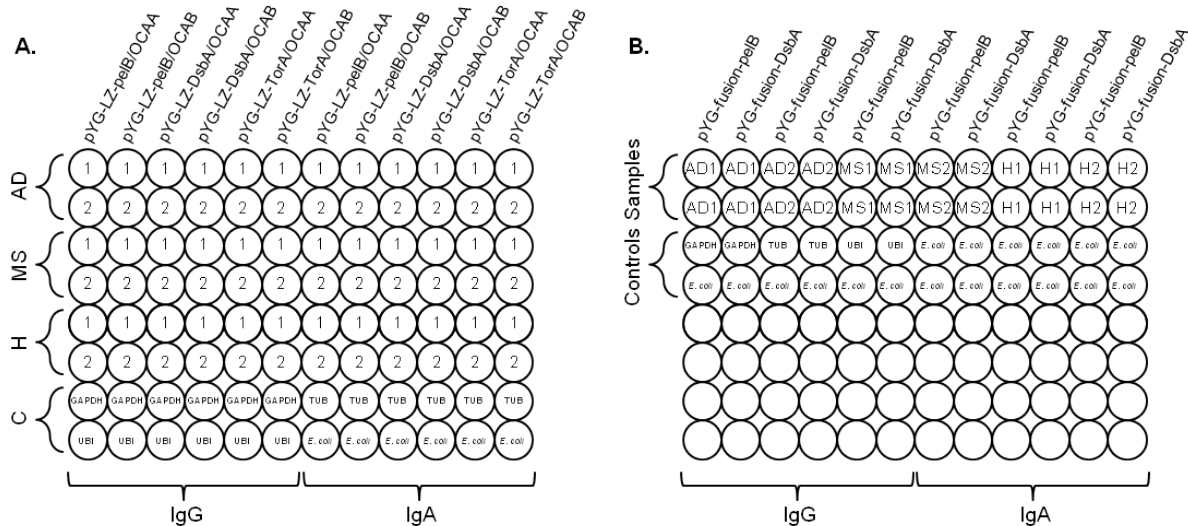 A.
pYG-LZ-pelB/OCAA
pYG-LZ-pelB/OCAB
pYG-LZ-DsbA/OCAA
pYG-LZ-DsbA/OCAB
pYG-LZ-TorA/OCAA
pYG-LZ-TorA/OCAB
pYG-LZ-pelB/OCAA
pYG-LZ-pelB/OCAB
pYG-LZ-DsbA/OCAA
pYG-LZ-DsbA/OCAB
pYG-LZ-TorA/OCAA
pYG-LZ-TorA/OCAB
AD
1 1 1 1 1 1 1 1 1 1 1 1
2 2 2 2 2 2 2 2 2 2 2 2
MS
1 1 1 1 1 1 1 1 1 1 1 1
2 2 2 2 2 2 2 2 2 2 2 2
H
1 1 1 1 1 1 1 1 1 1 1 1
2 2 2 2 2 2 2 2 2 2 2 2
C
GAPDH GAPDH GAPDH GAPDH GAPDH GAPDH TUB TUB TUB TUB TUB TUB
UBI UBI UBI UBI UBI UBI E. coli E. coli E. coli E. coli E. coli E. coli
IgG IgA
B.
pYG-fusion-pelB
pYG-fusion-DsbA
pYG-fusion-pelB
pYG-fusion-DsbA
pYG-fusion-pelB
pYG-fusion-DsbA
pYG-fusion-pelB
pYG-fusion-DsbA
pYG-fusion-pelB
pYG-fusion-DsbA
pYG-fusion-pelB
pYG-fusion-DsbA
Samples
AD1 AD1 AD2 AD2 MS1 MS1 MS2 MS2 H1 H1 H2 H2
AD1 AD1 AD2 AD2 MS1 MS1 MS2 MS2 H1 H1 H2 H2
Controls
GAPDH GAPDH TUB TUB UBI UBI E. coli E. coli E. coli E. coli E. coli E. coli
E. coli E. coli E. coli E. coli E. coli E. coli E. coli E. coli E. coli E. coli E. coli E. coli
IgG IgA